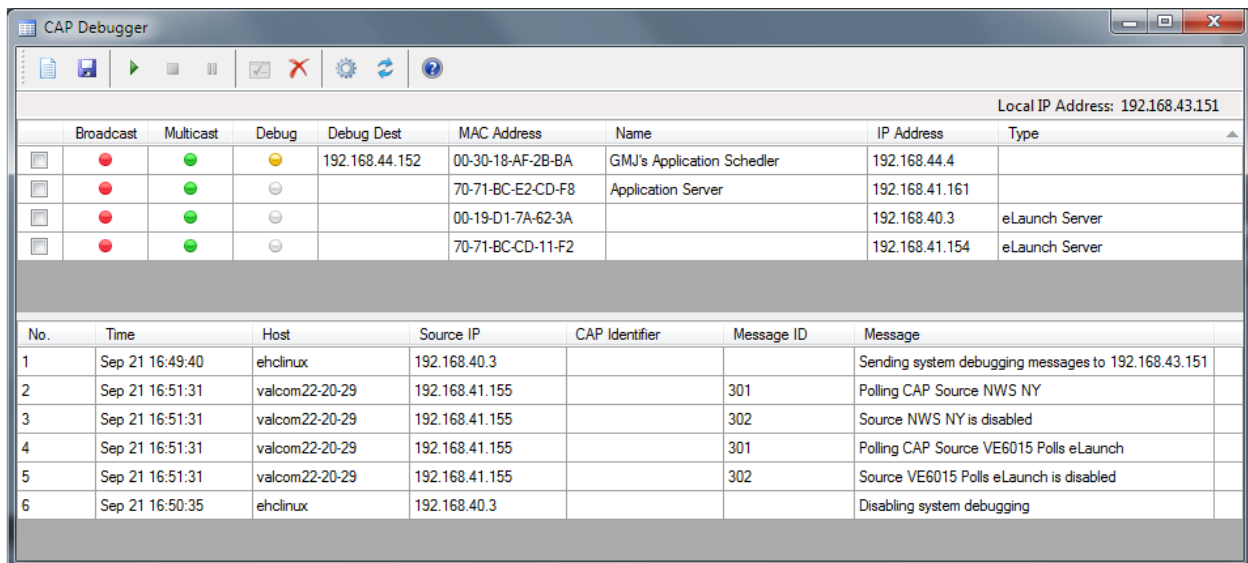 CAP Debugger
Local IP Address: 192.168.43.151
Broadcast Multicast Debug Debug Dest MAC Address Name IP Address Type
192.168.44.152 00-30-18-AF-2B-BA GMJ's Application Schedler 192.168.44.4
70-71-BC-E2-CD-F8 Application Server 192.168.41.161
00-19-D1-7A-62-3A 192.168.40.3 eLaunch Server
70-71-BC-CD-11-F2 192.168.41.154 eLaunch Server
No. Time Host Source IP CAP Identifier Message ID Message
1 Sep 21 16:49:40 ehclinux 192.168.40.3 Sending system debugging messages to 192.168.43.151
2 Sep 21 16:51:31 valcom22-20-29 192.168.41.155 301 Polling CAP Source NWS NY
3 Sep 21 16:51:31 valcom22-20-29 192.168.41.155 302 Source NWS NY is disabled
4 Sep 21 16:51:31 valcom22-20-29 192.168.41.155 301 Polling CAP Source VE6015 Polls eLaunch
5 Sep 21 16:51:31 valcom22-20-29 192.168.41.155 302 Source VE6015 Polls eLaunch is disabled
6 Sep 21 16:50:35 ehclinux 192.168.40.3 Disabling system debugging